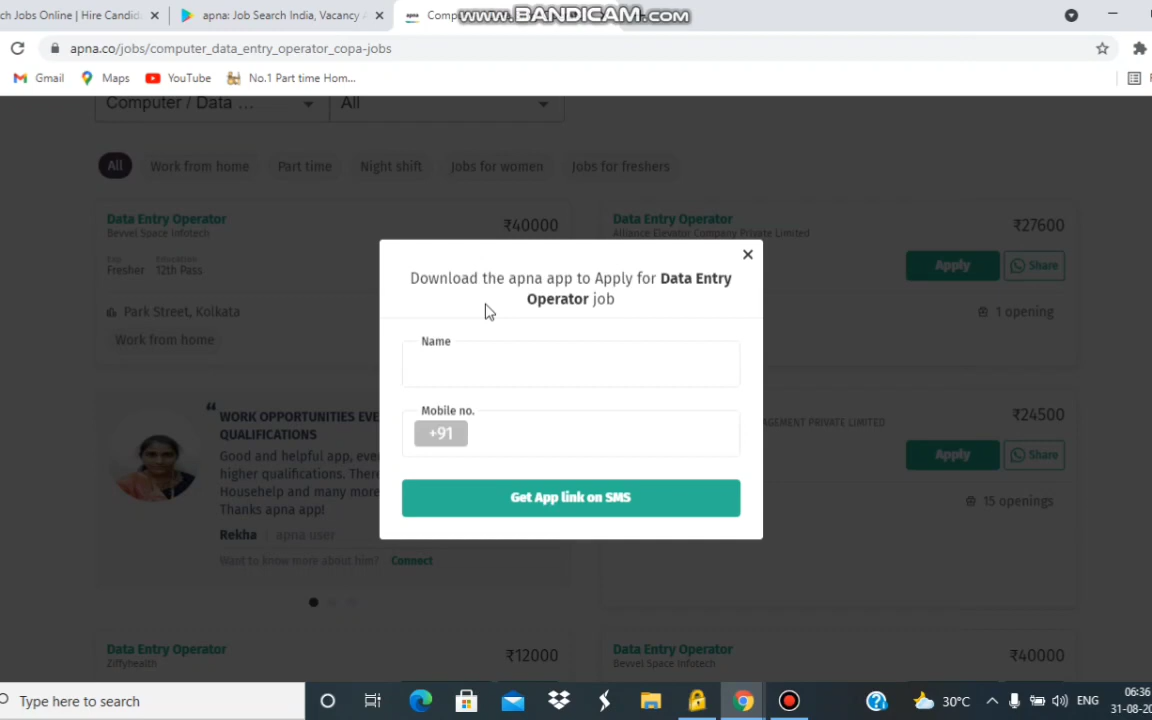 ch Jobs Online | Hire Candid
apna: Job Search India, Vacancy
Comp
www.BANDICAM.com
apna.co/jobs/computer_data_entry_operator_copa-jobs
Gmail
Maps
YouTube
No.1 Part time Hom...
Computer / Data ...
All
All
Work from home
Part time
Night shift
Jobs for women
Jobs for freshers
Data Entry Operator
Bevvel Space Infotech
₹40000
Exp
Education
Fresher
12th Pass
Park Street, Kolkata
Work from home
Data Entry Operator
Alliance Elevator Company Private Limited
₹27600
Apply
Share
1 opening
Download the apna app to Apply for Data Entry
Operator job
Name
Mobile no.
+91
Get App link on SMS
“
WORK OPPORTUNITIES EVE
QUALIFICATIONS
Good and helpful app, eve
higher qualifications. There
Househelp and many more
Thanks apna app!
Rekha | apna user
Want to know more about him? Connect
AGEMENT PRIVATE LIMITED
₹24500
Apply
Share
15 openings
Data Entry Operator
Ziffyhealth
₹12000
Data Entry Operator
Bevvel Space Infotech
₹40000
Type here to search
30°C
ENG
06:36
31-08-20